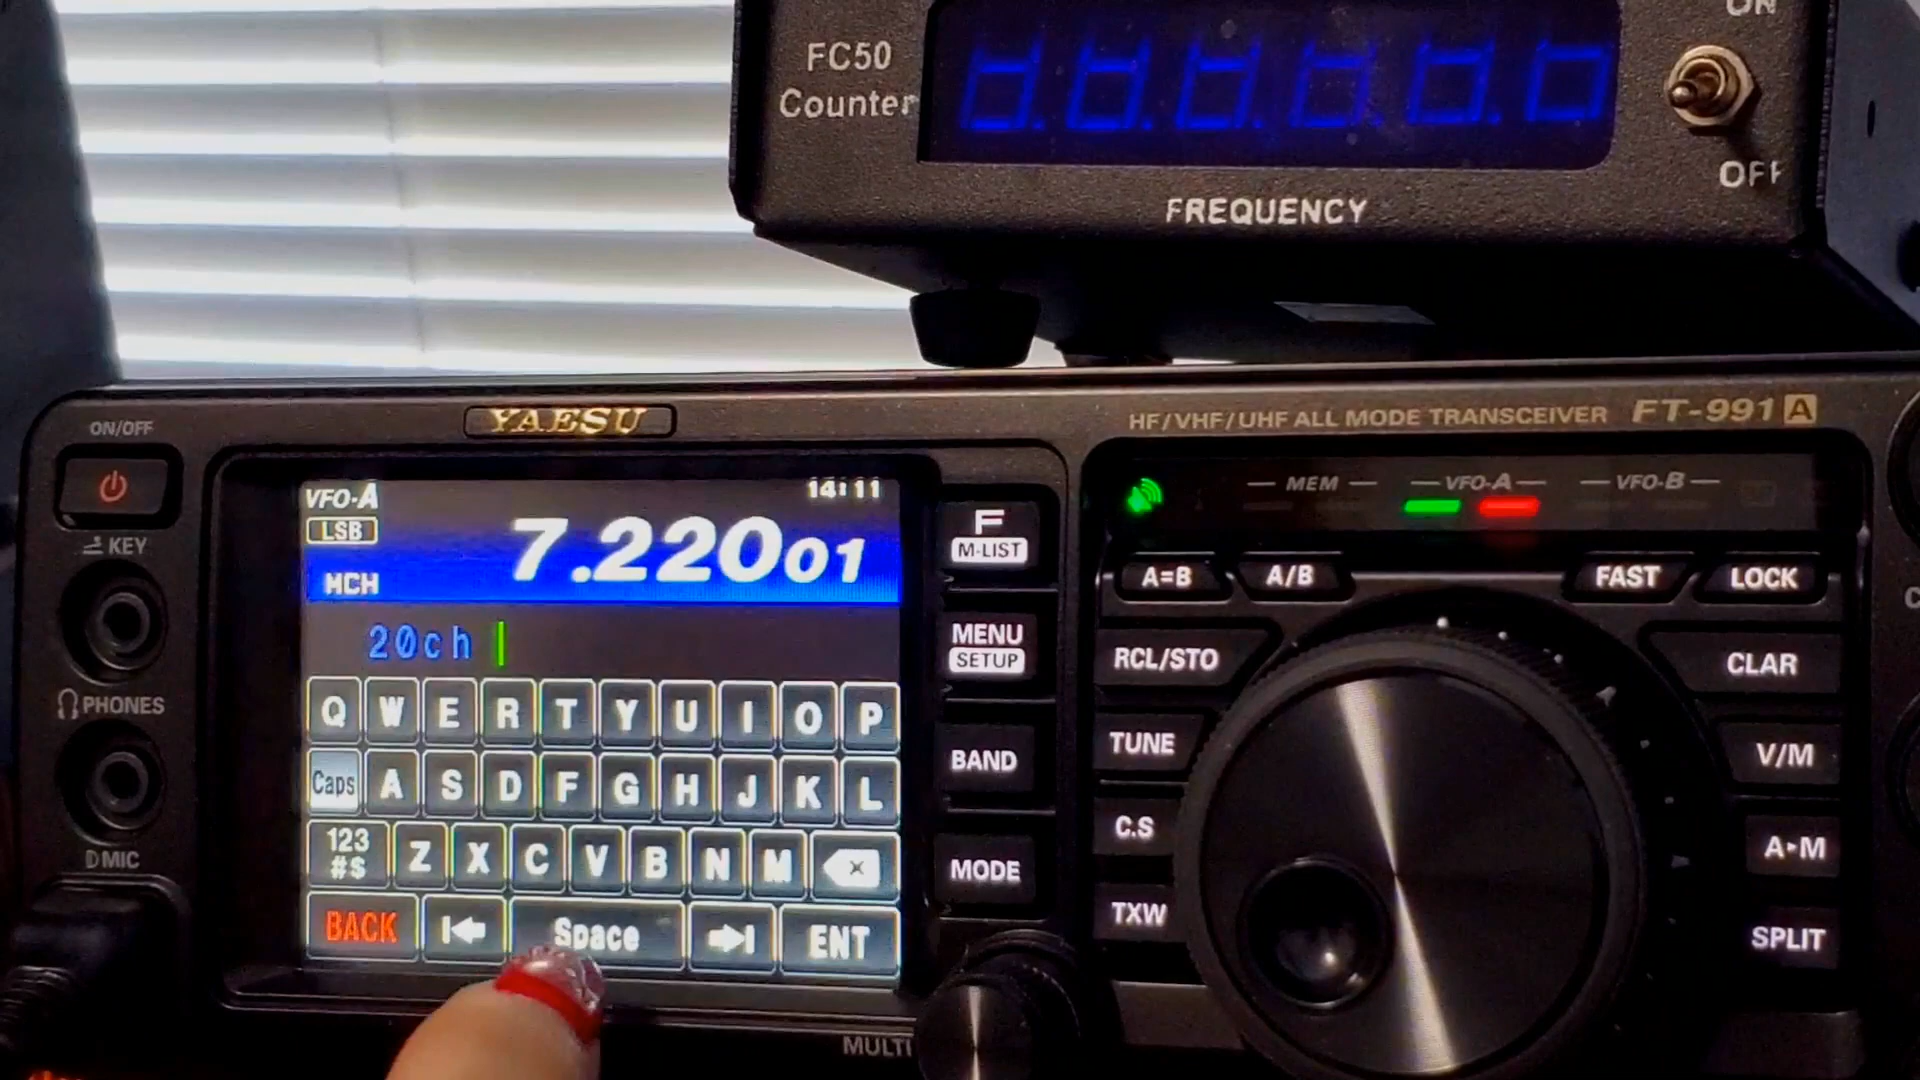 FC50
Counter
ON
OFF
FREQUENCY
ON/OFF
YAESU
HF/VHF/UHF ALL MODE TRANSCEIVER FT-991A
KEY
PHONES
DMIC
VFO-A
14:11
LSB
7.22001
MCH
20ch
Q W E R T Y U I O P
Caps A S D F G H J K L
123
#$
Z X C V B N M
BACK
Space
ENT
F
M-LIST
MENU
SETUP
BAND
MODE
MULTI
MEM
VFO-A
VFO-B
A=B
A/B
FAST
LOCK
RCL/STO
CLAR
TUNE
V/M
C.S
A▸M
TXW
SPLIT